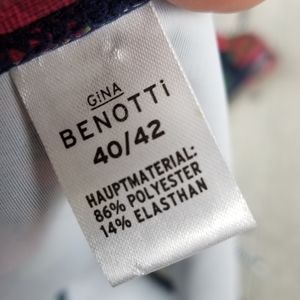 GiNA
BENOTTi
40/42
HAUPTMATERIAL:
86% POLYESTER
14% ELASTHAN